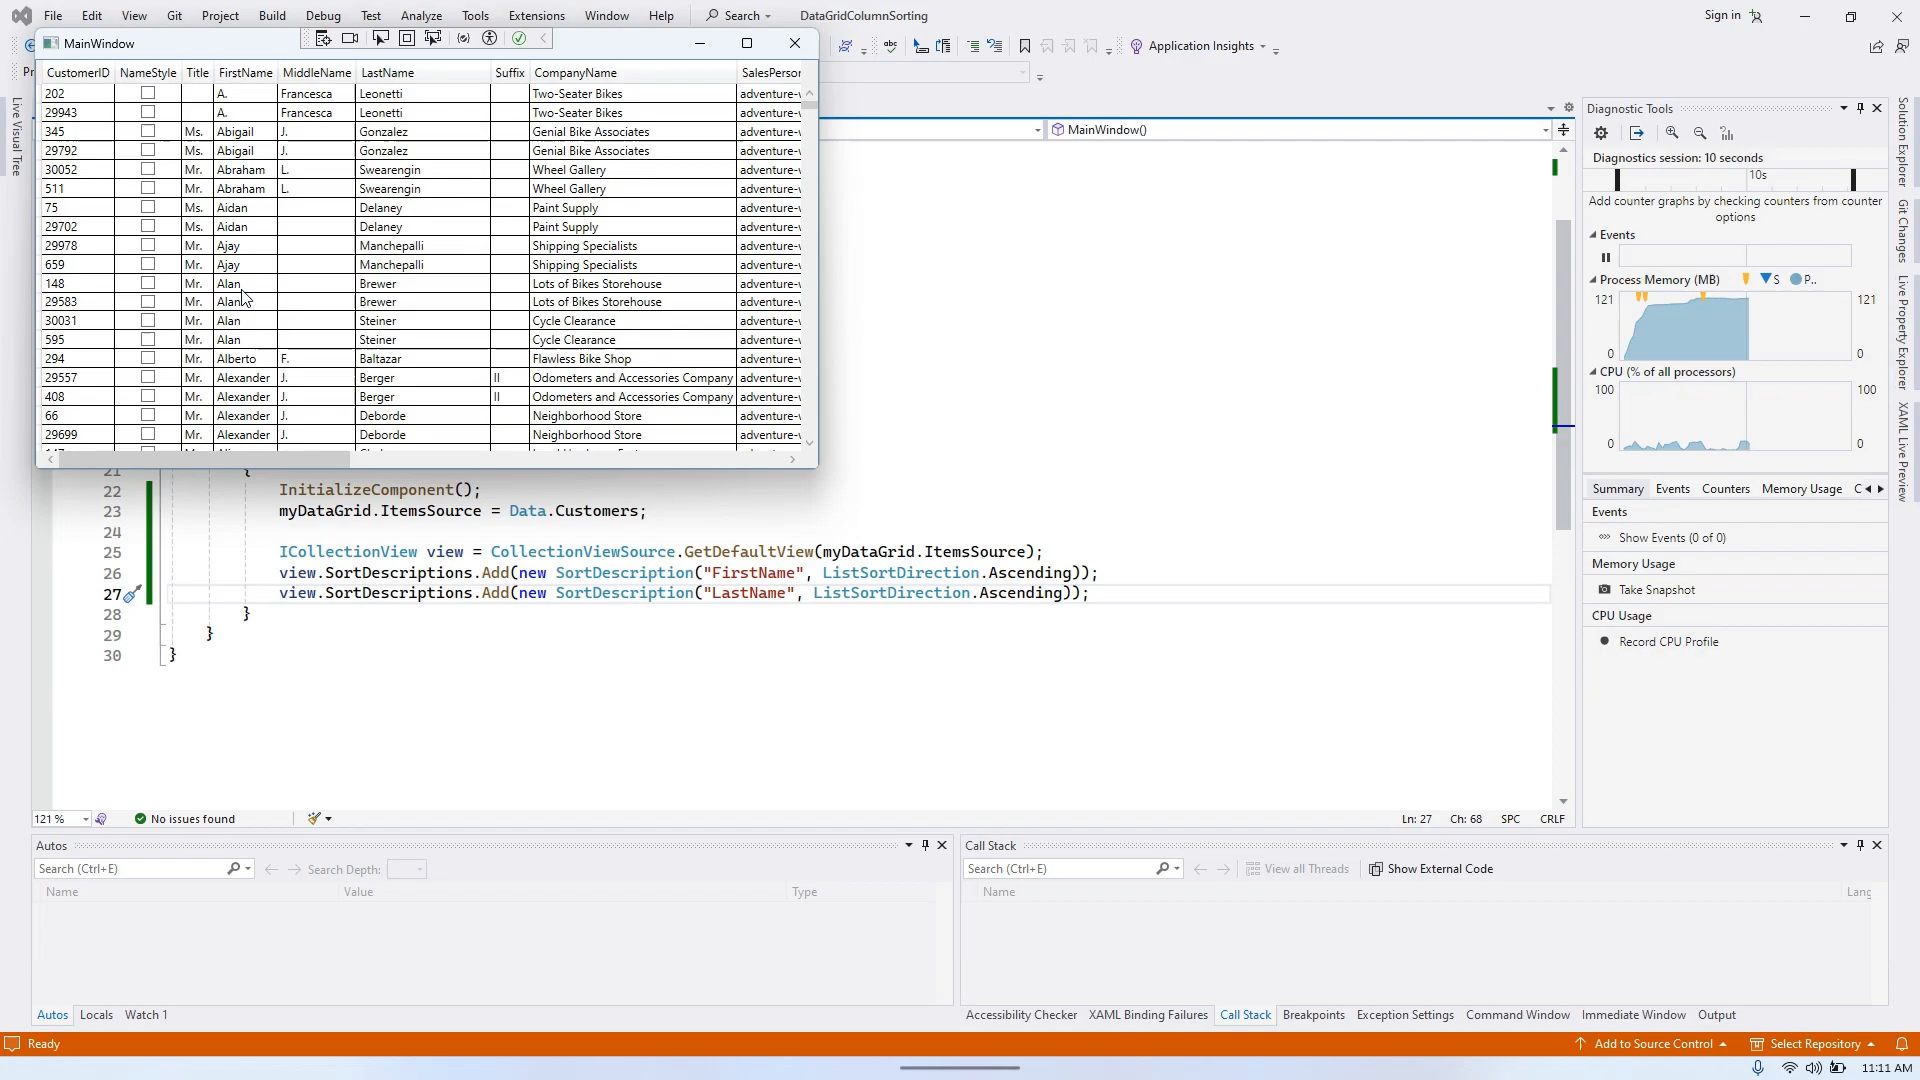 File Edit View Git Project Build Debug Test Analyze Tools Extensions Window Help Search DataGridColumnSorting Sign in
MainWindow
Application Insights
CustomerID NameStyle Title FirstName MiddleName LastName Suffix CompanyName SalesPerson
202 A. Francesca Leonetti Two-Seater Bikes adventure-w
29943 A. Francesca Leonetti Two-Seater Bikes adventure-w
345 Ms. Abigail J. Gonzalez Genial Bike Associates adventure-w
29792 Ms. Abigail J. Gonzalez Genial Bike Associates adventure-w
30052 Mr. Abraham L. Swearengin Wheel Gallery adventure-w
511 Mr. Abraham L. Swearengin Wheel Gallery adventure-w
75 Ms. Aidan Delaney Paint Supply adventure-w
29702 Ms. Aidan Delaney Paint Supply adventure-w
29978 Mr. Ajay Manchepalli Shipping Specialists adventure-w
659 Mr. Ajay Manchepalli Shipping Specialists adventure-w
148 Mr. Alan Brewer Lots of Bikes Storehouse adventure-w
29583 Mr. Alan Brewer Lots of Bikes Storehouse adventure-w
30031 Mr. Alan Steiner Cycle Clearance adventure-w
595 Mr. Alan Steiner Cycle Clearance adventure-w
294 Mr. Alberto F. Baltazar Flawless Bike Shop adventure-w
29557 Mr. Alexander J. Berger II Odometers and Accessories Company adventure-w
408 Mr. Alexander J. Berger II Odometers and Accessories Company adventure-w
66 Mr. Alexander J. Deborde Neighborhood Store adventure-w
29699 Mr. Alexander J. Deborde Neighborhood Store adventure-w
MainWindow()
Live Visual Tree
21 {
22 InitializeComponent();
23 myDataGrid.ItemsSource = Data.Customers;
24
25 ICollectionView view = CollectionViewSource.GetDefaultView(myDataGrid.ItemsSource);
26 view.SortDescriptions.Add(new SortDescription("FirstName", ListSortDirection.Ascending));
27 view.SortDescriptions.Add(new SortDescription("LastName", ListSortDirection.Ascending));
28 }
29 }
30 }
121 % No issues found Ln: 27 Ch: 68 SPC CRLF
Diagnostic Tools
Diagnostics session: 10 seconds
10s
Add counter graphs by checking counters from counter
options
Events
Process Memory (MB) S P..
121 121
0 0
CPU (% of all processors)
100 100
0 0
Summary Events Counters Memory Usage C
Events
Show Events (0 of 0)
Memory Usage
Take Snapshot
CPU Usage
Record CPU Profile
Solution Explorer
Git Changes
Live Property Explorer
XAML Live Preview
Autos
Search (Ctrl+E) Search Depth:
Name Value Type
Autos Locals Watch 1
Call Stack
Search (Ctrl+E) View all Threads Show External Code
Name Lang
Accessibility Checker XAML Binding Failures Call Stack Breakpoints Exception Settings Command Window Immediate Window Output
Ready Add to Source Control Select Repository
11:11 AM